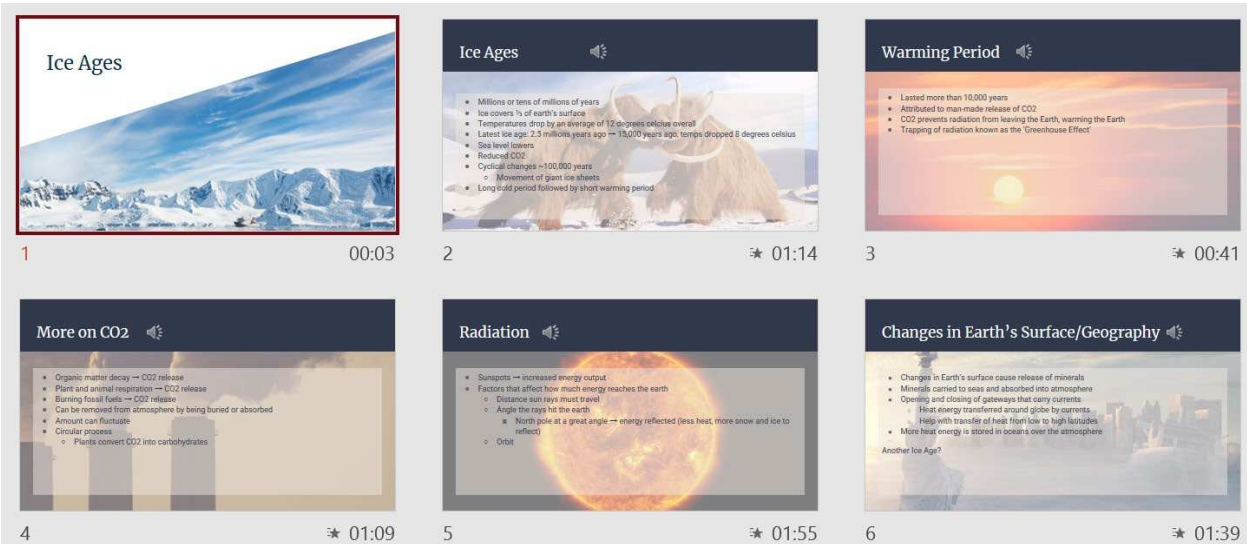 Ice Ages
1
00:03
Ice Ages
Millions or tens of millions of years
Ice covers ⅓ of earth's surface
Temperatures drop by an average of 12 degrees celcius overall
Latest ice age: 2.5 millions years ago → 15,000 years ago; temps dropped 8 degrees celsius
Sea level lowers
Reduced CO2
Cyclical changes ~100,000 years
Movement of giant ice sheets
Long cold period followed by short warming period
2
01:14
Warming Period
Lasted more than 10,000 years
Attributed to man-made release of CO2
CO2 prevents radiation from leaving the Earth, warming the Earth
Trapping of radiation known as the 'Greenhouse Effect'
3
00:41
More on CO2
Organic matter decay → CO2 release
Plant and animal respiration → CO2 release
Burning fossil fuels → CO2 release
Can be removed from atmosphere by being buried or absorbed
Amount can fluctuate
Circular process
Plants convert CO2 into carbohydrates
4
01:09
Radiation
Sunspots → increased energy output
Factors that affect how much energy reaches the earth
Distance sun rays must travel
Angle the rays hit the earth
North pole at a great angle → energy reflected (less heat, more snow and ice to
reflect)
Orbit
5
01:55
Changes in Earth's Surface/Geography
Changes in Earth's surface cause release of minerals
Minerals carried to seas and absorbed into atmosphere
Opening and closing of gateways that carry currents
Heat energy transferred around globe by currents
Help with transfer of heat from low to high latitudes
More heat energy is stored in oceans over the atmosphere
Another Ice Age?
6
01:39